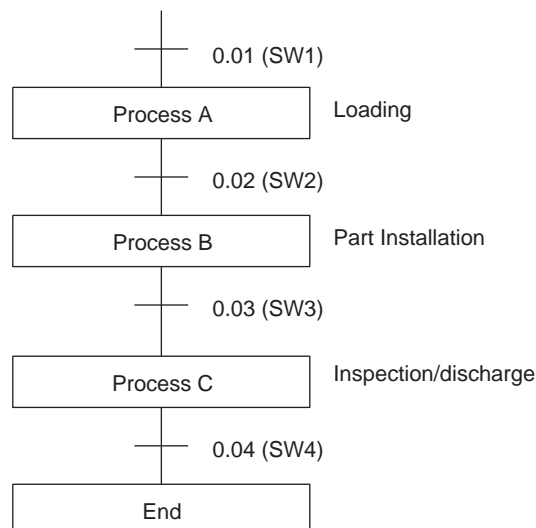 0.01 (SW1)
Process A
Loading
0.02 (SW2)
Process B
Part Installation
0.03 (SW3)
Process C
Inspection/discharge
0.04 (SW4)
End